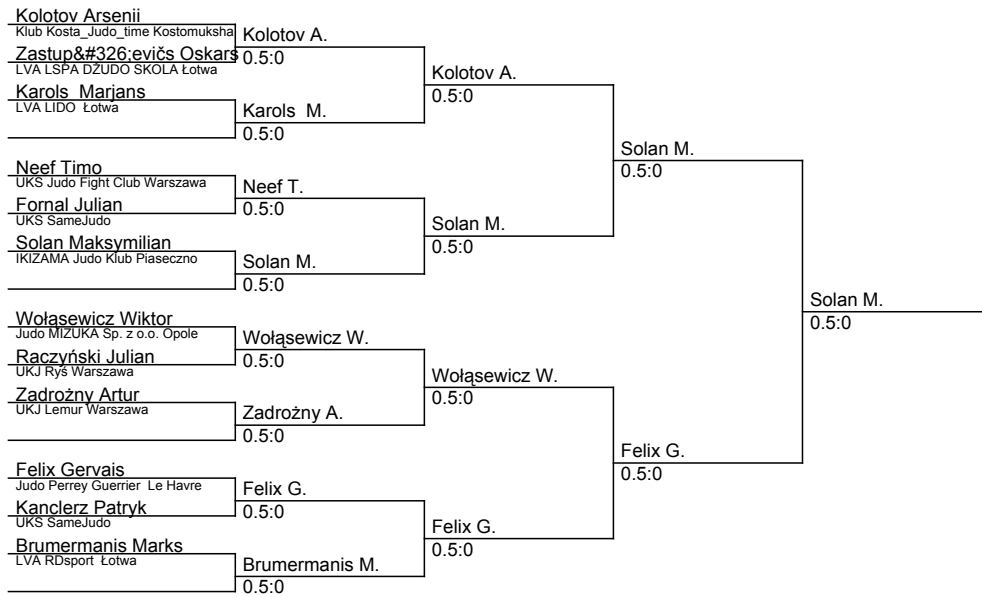 Kolotov Arsenii
Klub Kosta_Judo_time Kostomuksha
Zastup&#326;evičs Oskars
LVA LSPA DŽUDO SKOLA Łotwa
Karols  Marjans
LVA LIDO  Łotwa
Neef Timo
UKS Judo Fight Club Warszawa
Fornal Julian
UKS SameJudo
Solan Maksymilian
IKIZAMA Judo Klub Piaseczno
Wołąsewicz Wiktor
Judo MIZUKA Sp. z o.o. Opole
Raczyński Julian
UKJ Ryś Warszawa
Zadrożny Artur
UKJ Lemur Warszawa
Felix Gervais
Judo Perrey Guerrier  Le Havre
Kanclerz Patryk
UKS SameJudo
Brumermanis Marks
LVA RDsport  Łotwa
Kolotov A.
0.5:0
Karols  M.
0.5:0
Neef T.
0.5:0
Solan M.
0.5:0
Wołąsewicz W.
0.5:0
Zadrożny A.
0.5:0
Felix G.
0.5:0
Brumermanis M.
0.5:0
Kolotov A.
0.5:0
Solan M.
0.5:0
Wołąsewicz W.
0.5:0
Felix G.
0.5:0
Solan M.
0.5:0
Felix G.
0.5:0
Solan M.
0.5:0